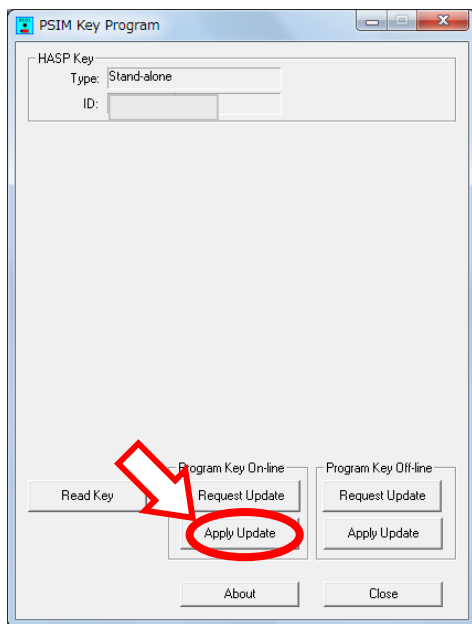 PSIM Key Program
HASP Key
Type: Stand-alone
ID:
Program Key On-line
Program Key Off-line
Read Key
Request Update
Request Update
Apply Update
Apply Update
About
Close